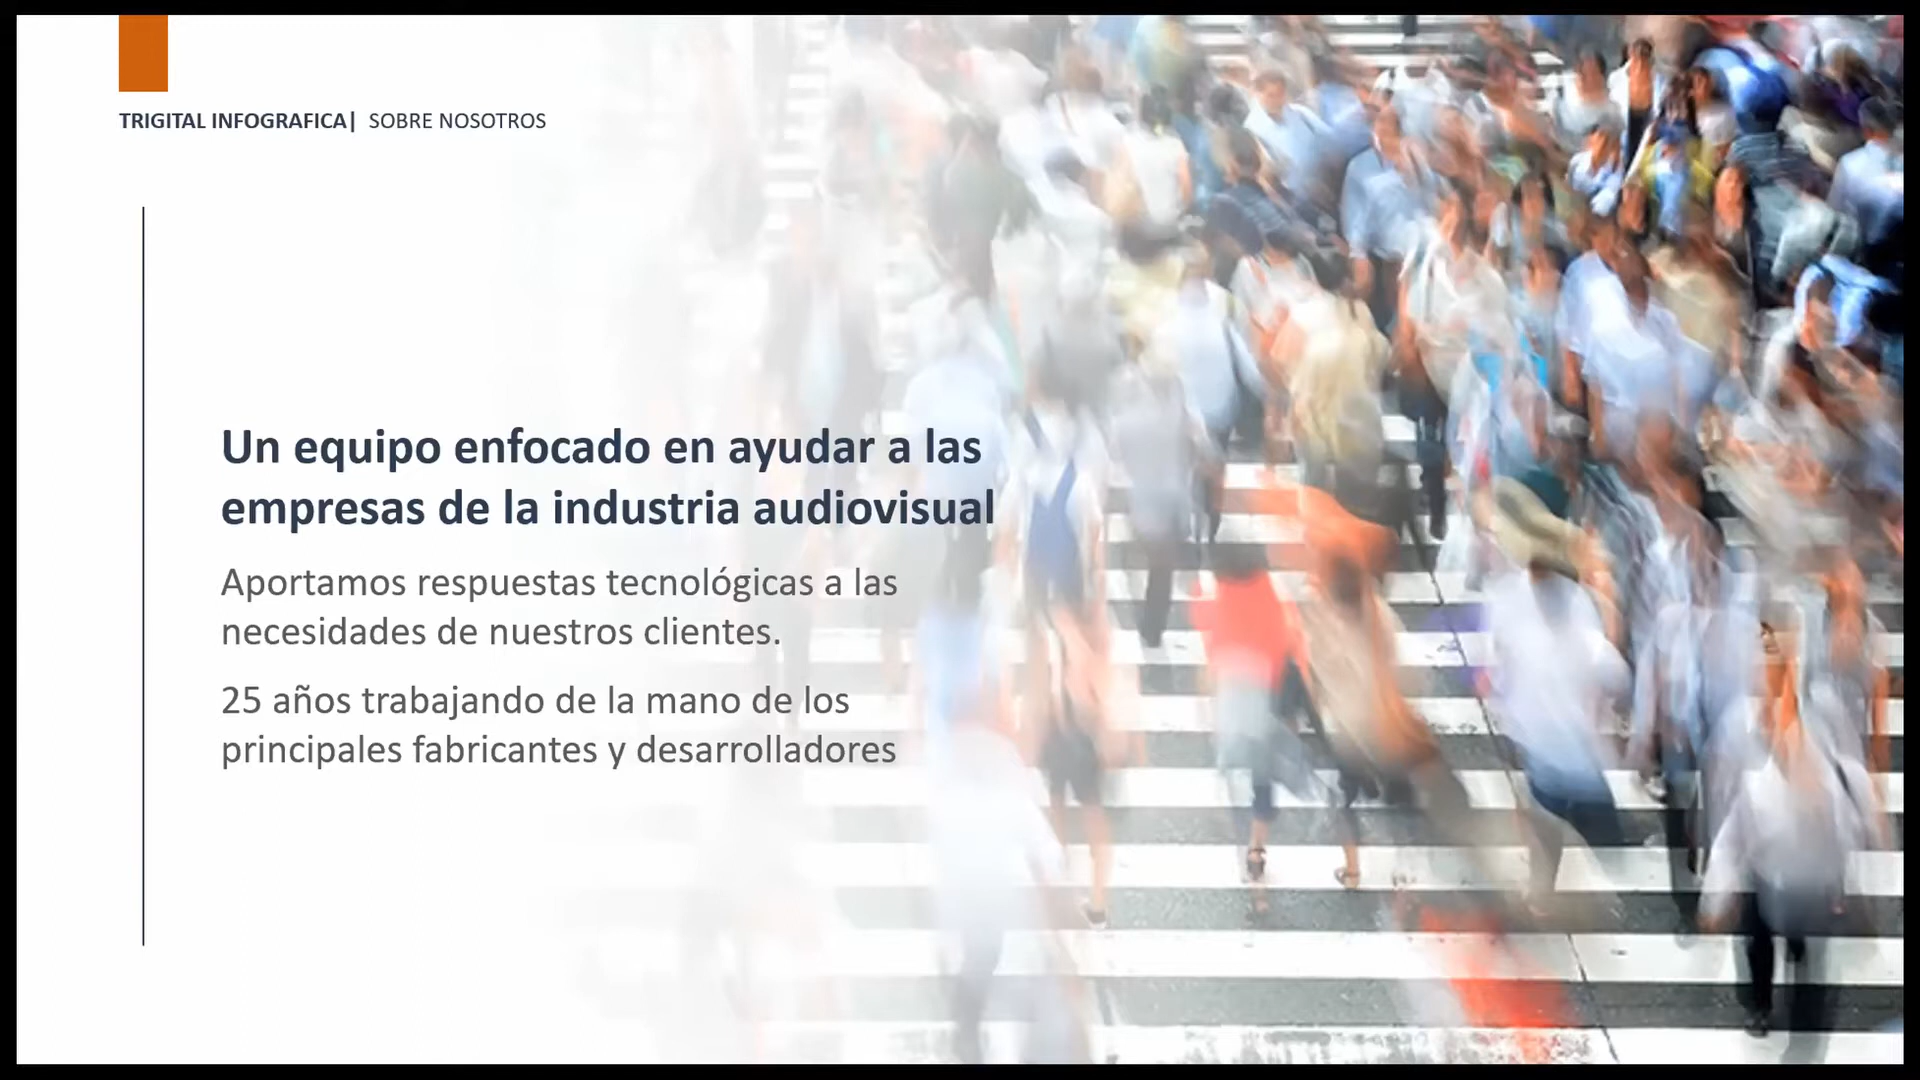 TRIGITAL INFOGRAFICA| SOBRE NOSOTROS
Un equipo enfocado en ayudar a las
empresas de la industria audiovisual
Aportamos respuestas tecnológicas a las
necesidades de nuestros clientes.
25 años trabajando de la mano de los
principales fabricantes y desarrolladores